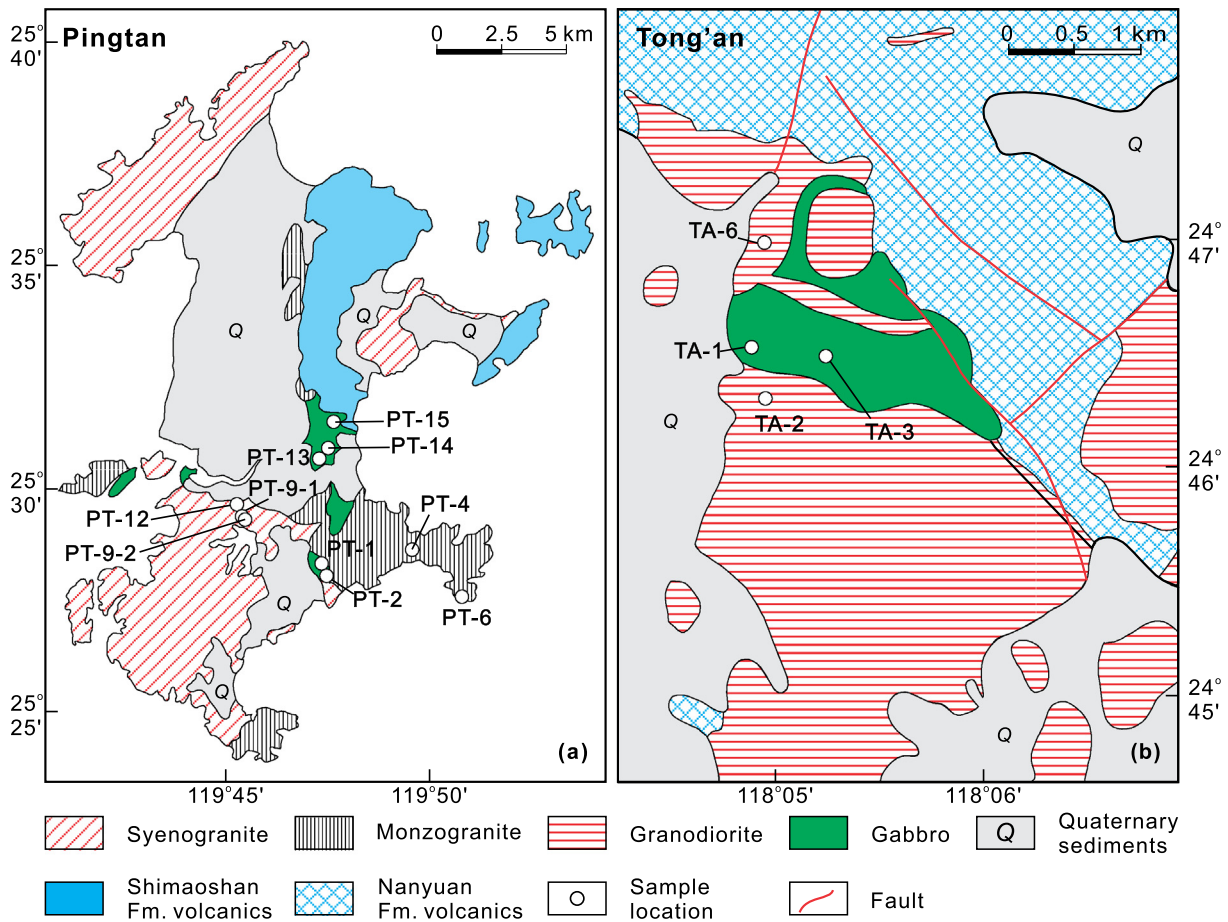 Pingtan
0 2.5 5 km
25°
40'
25°
35'
25°
30'
25°
25'
Q
Q
Q
Q
Q
PT-15
PT-14
PT-13
PT-9-1
PT-12
PT-9-2
PT-4
PT-1
PT-2
PT-6
(a)
119°45' 119°50'
Tong'an
0 0.5 1 km
Q
TA-6
TA-1
TA-2
TA-3
Q
Q
24°
47'
24°
46'
24°
45'
(b)
118°05' 118°06'
Syenogranite
Monzogranite
Granodiorite
Gabbro
Q
Quaternary
sediments
Shimaoshan
Fm. volcanics
Nanyuan
Fm. volcanics
Sample
location
Fault